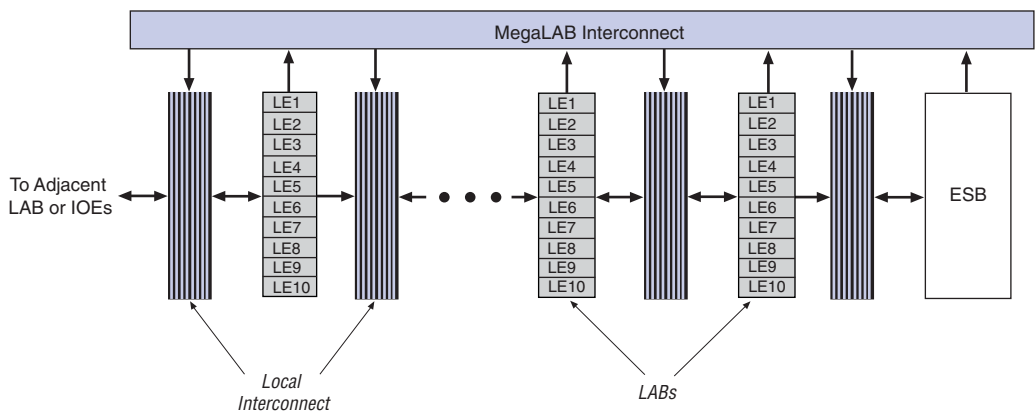 MegaLAB Interconnect
LE1
LE2
LE3
LE4
LE5
LE6
LE7
LE8
LE9
LE10
LE1
LE2
LE3
LE4
LE5
LE6
LE7
LE8
LE9
LE10
LE1
LE2
LE3
LE4
LE5
LE6
LE7
LE8
LE9
LE10
To Adjacent
LAB or IOEs
ESB
Local
Interconnect
LABs